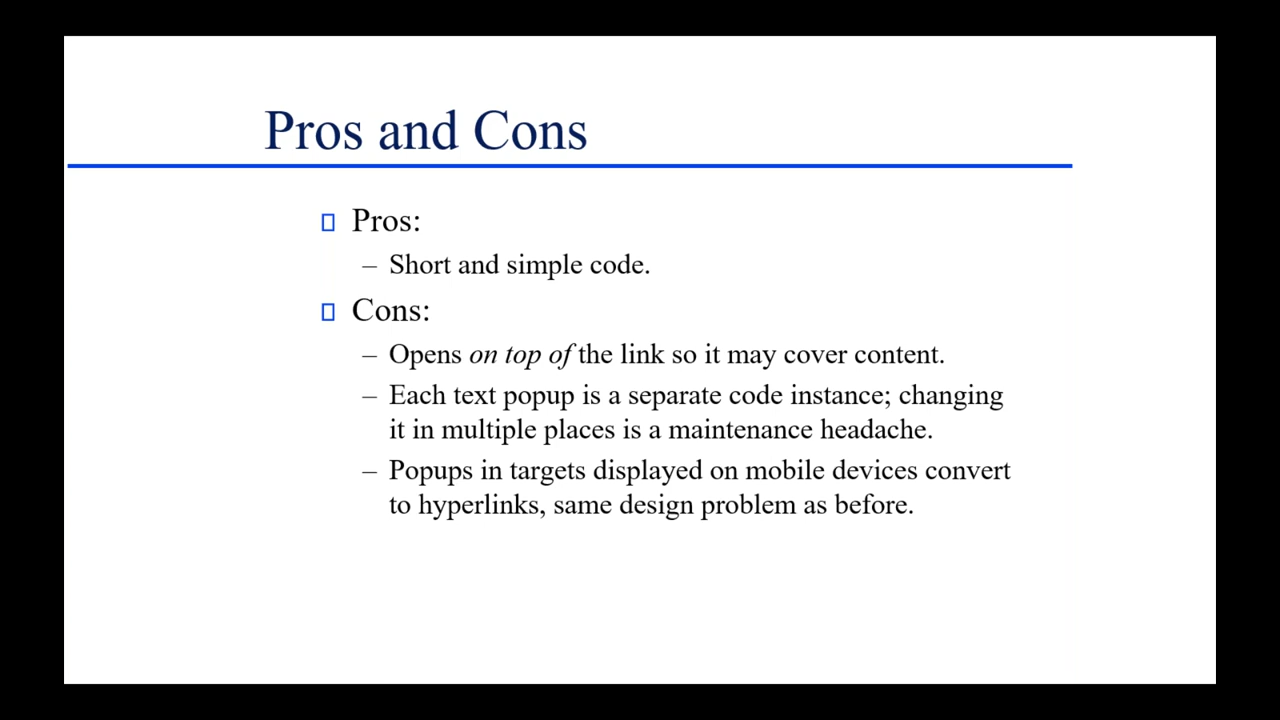 Pros and Cons
Pros:
– Short and simple code.
Cons:
– Opens on top of the link so it may cover content.
– Each text popup is a separate code instance; changing
it in multiple places is a maintenance headache.
– Popups in targets displayed on mobile devices convert
to hyperlinks, same design problem as before.